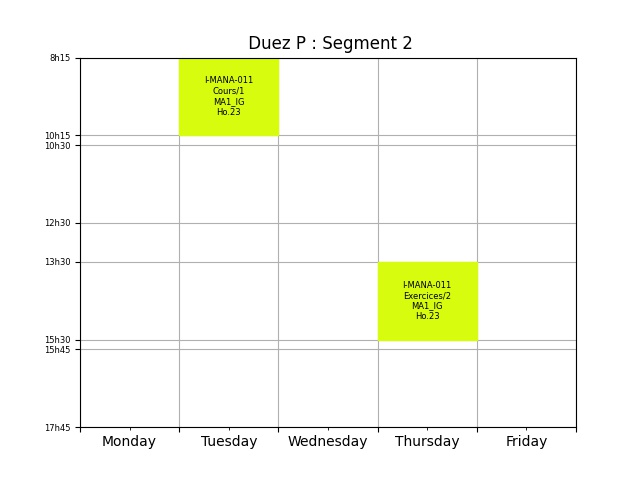 Duez P : Segment 2
8h15
I-MANA-011
Cours/1
MA1_IG
Ho.23
10h15
10h30
12h30
13h30
I-MANA-011
Exercices/2
MA1_IG
Ho.23
15h30
15h45
17h45
Monday Tuesday Wednesday Thursday Friday